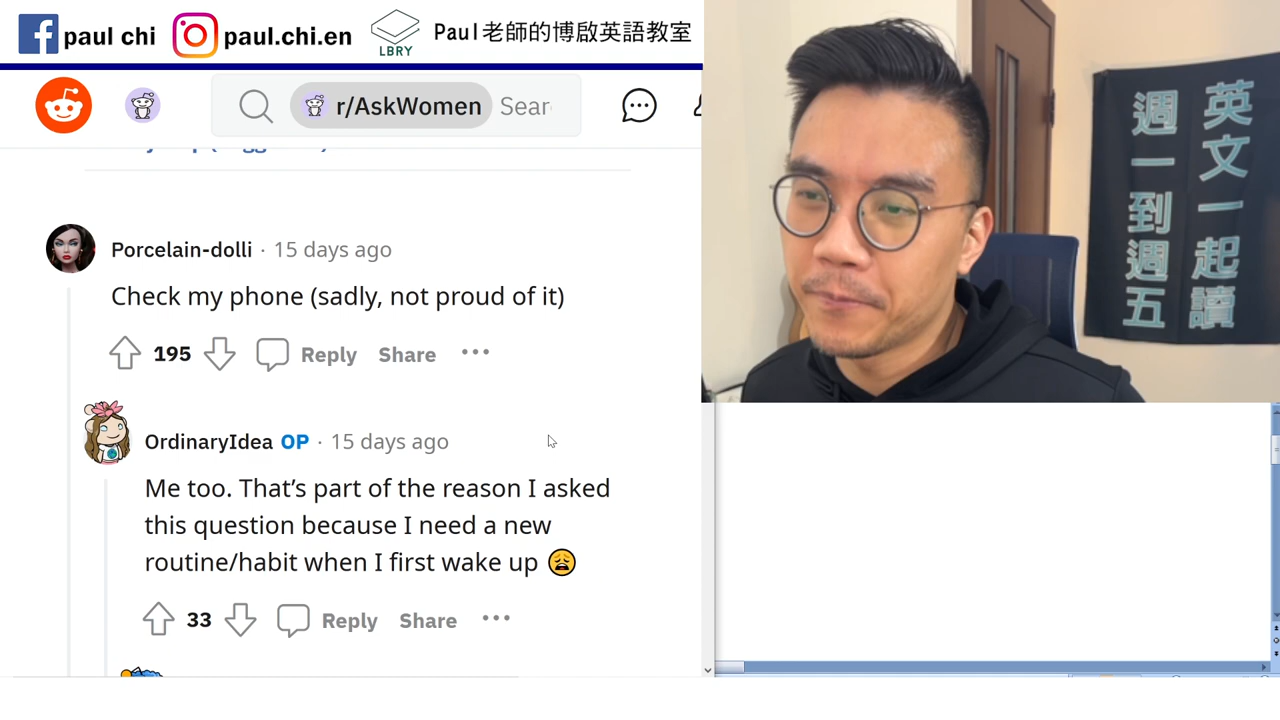 paul chi
paul.chi.en
LBRY
Paul老師的博啟英語教室
r/AskWomen
Porcelain-dolli · 15 days ago
Check my phone (sadly, not proud of it)
195
Reply
Share
OrdinaryIdea OP · 15 days ago
Me too. That’s part of the reason I asked
this question because I need a new
routine/habit when I first wake up 😩
33
Reply
Share
英文一起讀
週一到週五